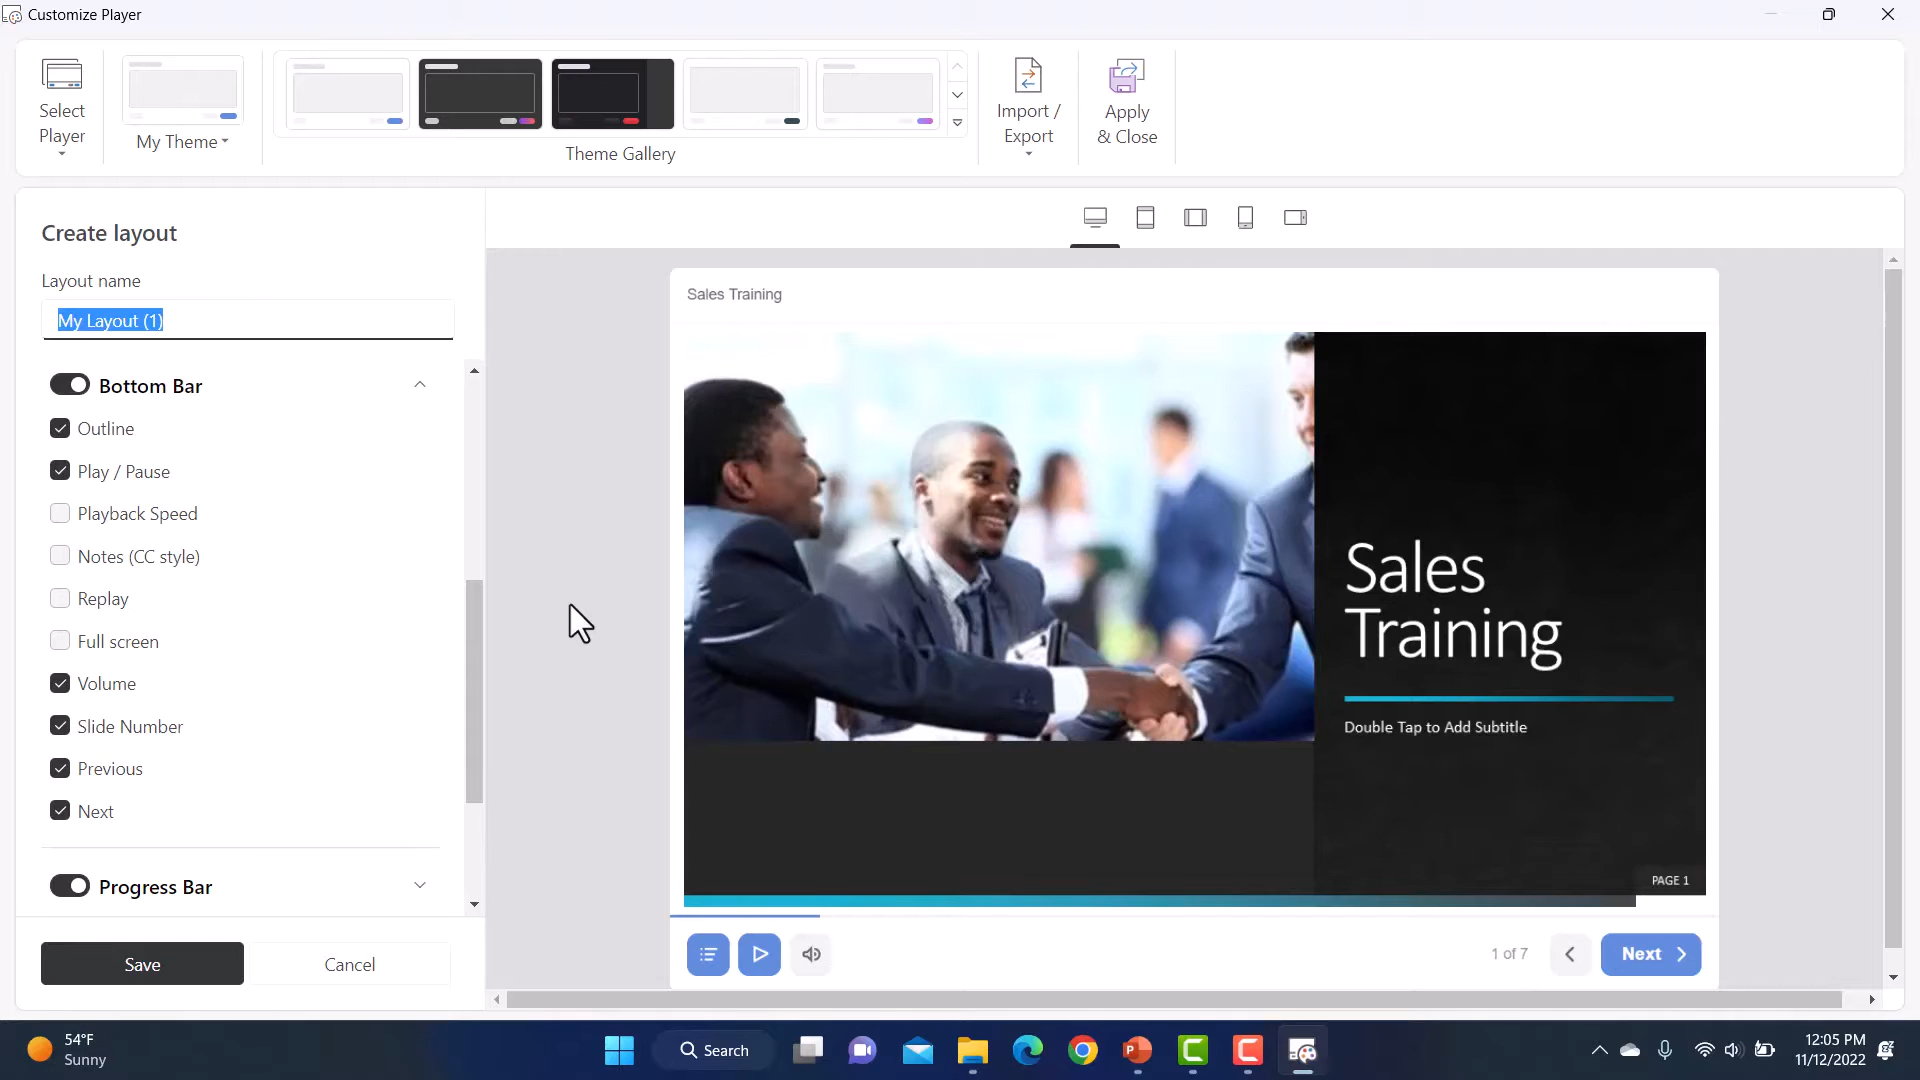 Customize Player
Select
Player
My Theme
Theme Gallery
Import /
Export
Apply
& Close
Create layout
Layout name
My Layout (1)
Bottom Bar
Outline
Play / Pause
Playback Speed
Notes (CC style)
Replay
Full screen
Volume
Slide Number
Previous
Next
Progress Bar
Save
Cancel
Sales Training
Sales
Training
Double Tap to Add Subtitle
PAGE 1
1 of 7
Next
54°F
Sunny
Search
12:05 PM
11/12/2022